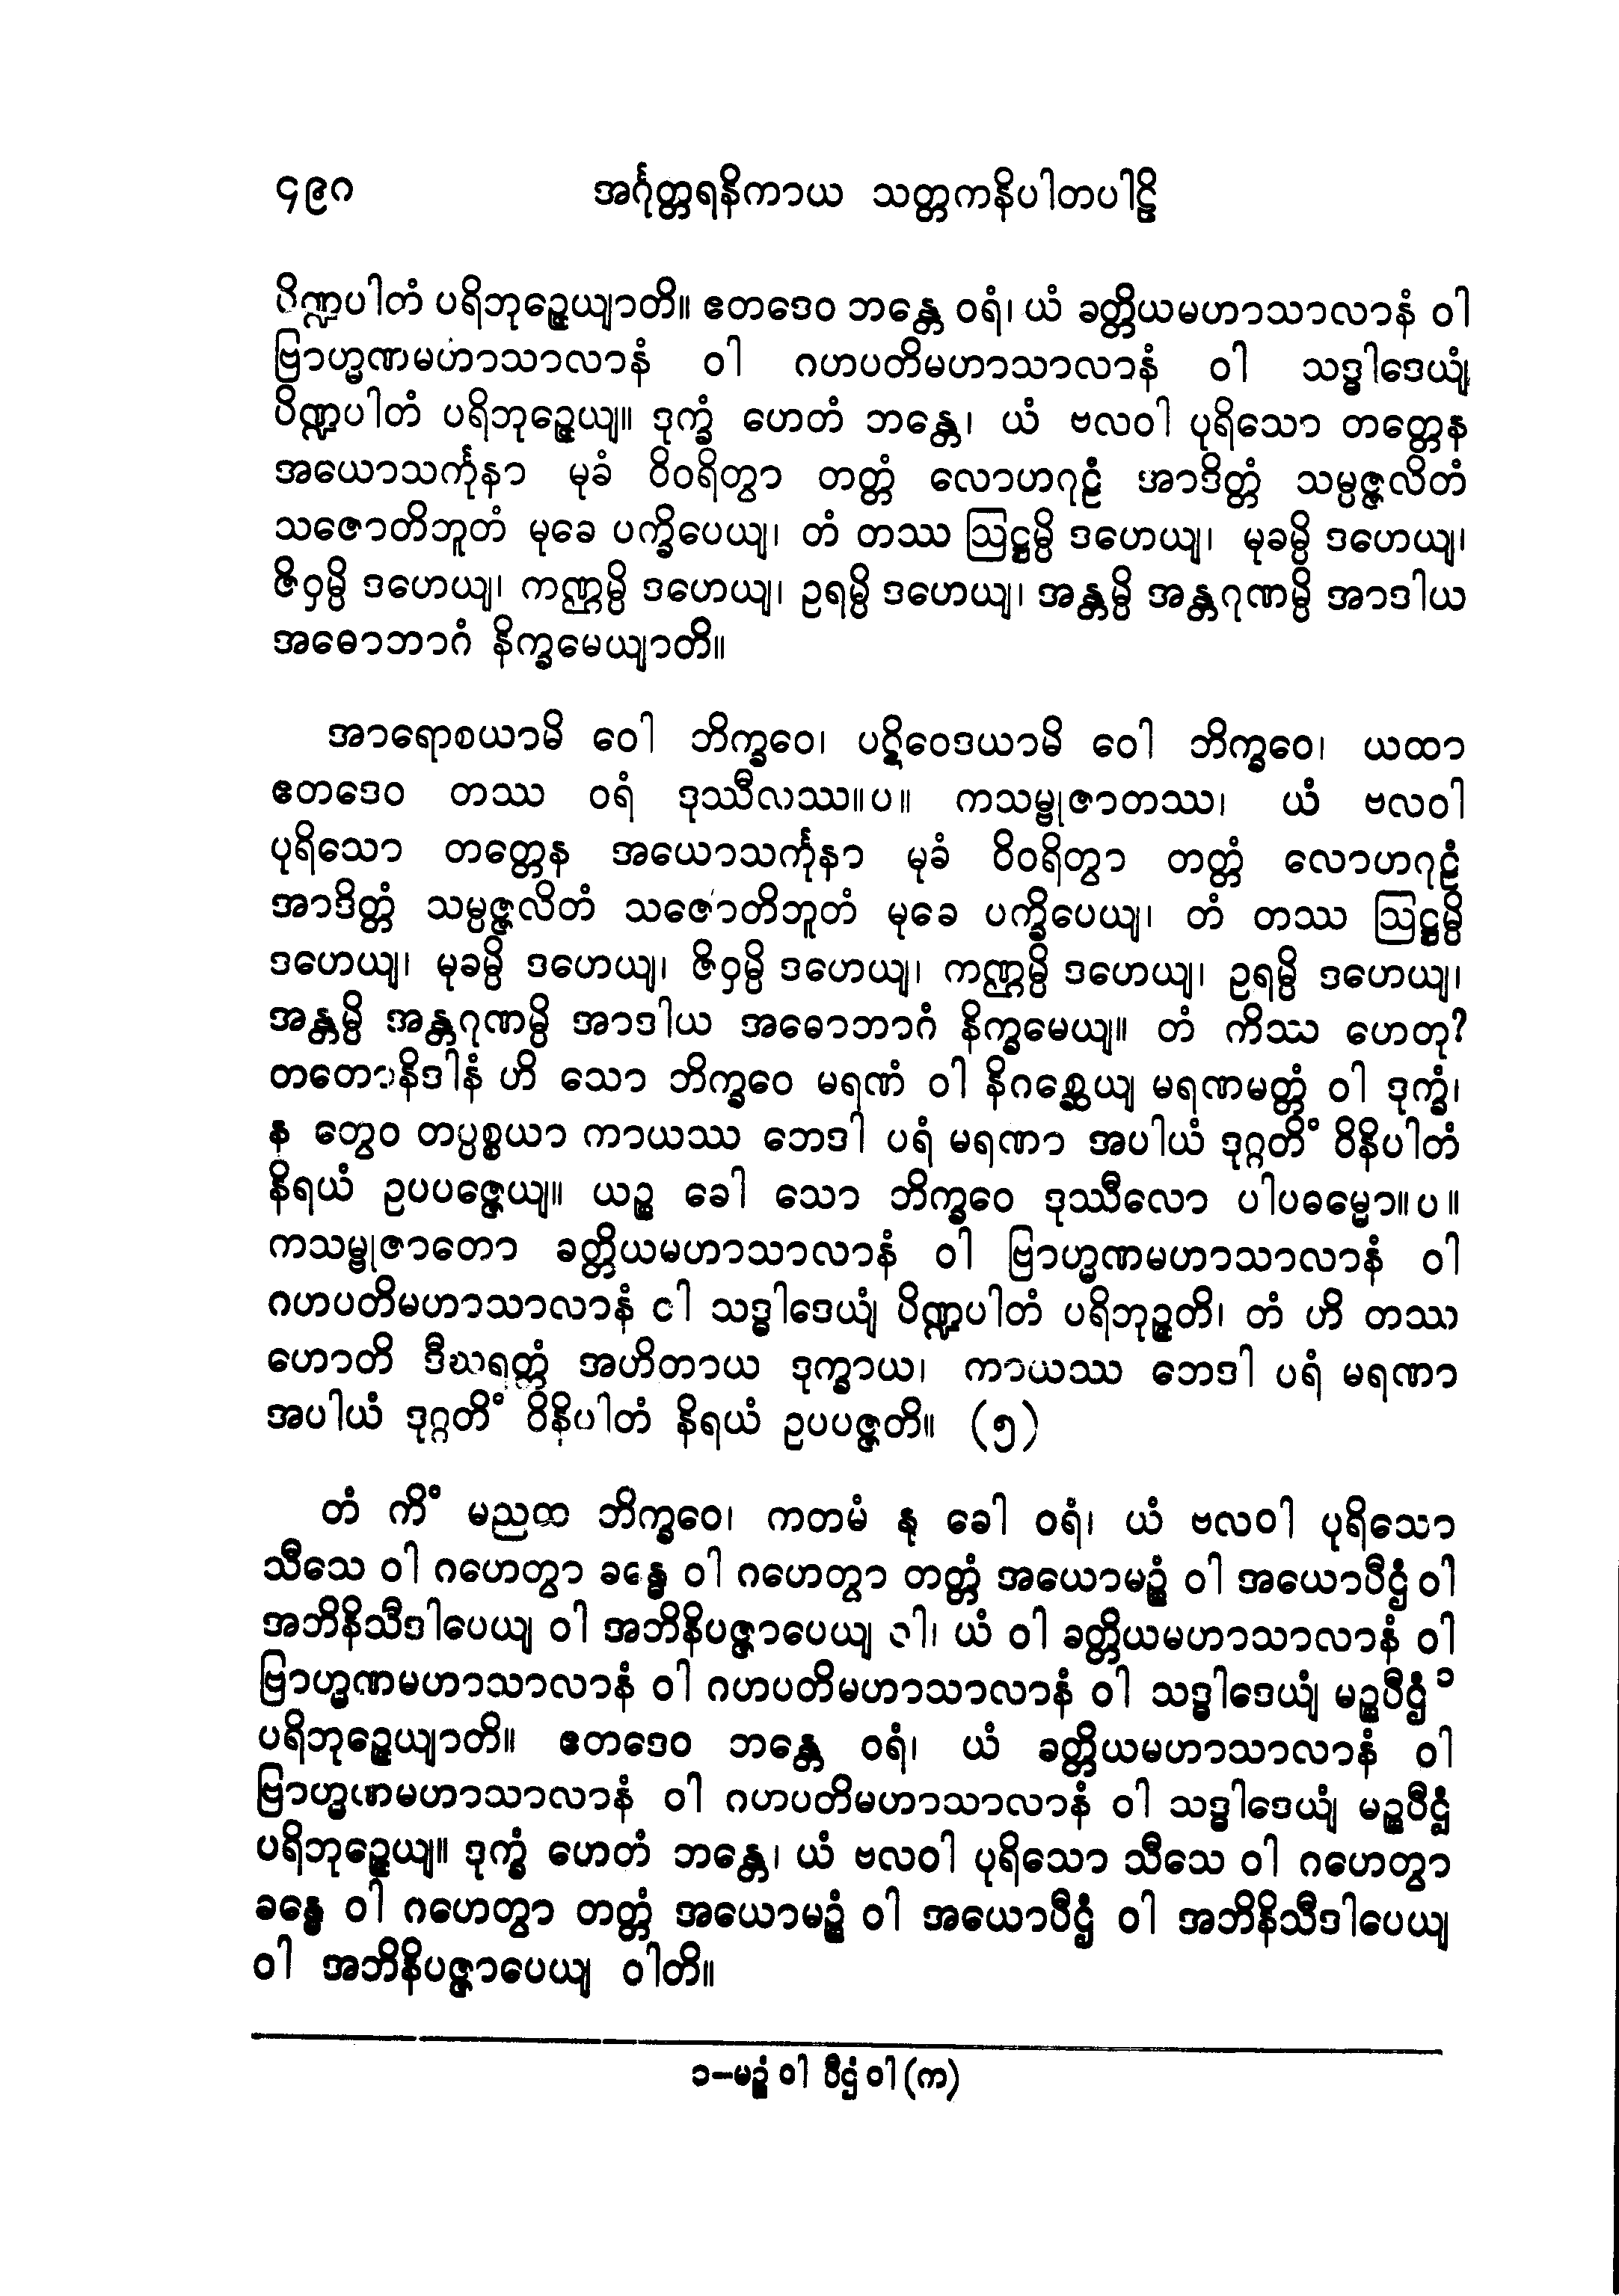 ၄၉၀ အင်္ဂုတ္တရနိကာယ သတ္တကနိပါတပါဠိ
ပိဏ္ဍပါတံ ပရိဘုဉ္ဇေယျာတိ။ ဧတဒေဝ ဘန္တေ ဝရံ၊ ယံ ခတ္တိယမဟာသာလာနံ ဝါ
ဗြာဟ္မဏမဟာသာလာနံ ဝါ ဂဟပတိမဟာသာလာနံ ဝါ သဒ္ဓါဒေယျံ
ပိဏ္ဍပါတံ ပရိဘုဉ္ဇေယျ။ ဒုက္ခံ ဟေတံ ဘန္တေ၊ ယံ ဗလဝါ ပုရိသော တတ္တေန
အယောသင်္ကုနာ မုခံ ဝိဝရိတွာ တတ္တံ လောဟဂုဠံ အာဒိတ္တံ သမ္ပဇ္ဇလိတံ
သဇောတိဘူတံ မုခေ ပက္ခိပေယျ၊ တံ တဿ ဩဋ္ဌမ္ပိ ဒဟေယျ၊ မုခမ္ပိ ဒဟေယျ၊
ဇိဝှမ္ပိ ဒဟေယျ၊ ကဏ္ဌမ္ပိ ဒဟေယျ၊ ဥရမ္ပိ ဒဟေယျ၊ အန္တမ္ပိ အန္တဂုဏမ္ပိ အာဒါယ
အဓောဘာဂံ နိက္ခမေယျာတိ။
အာရောစယာမိ ဝေါ ဘိက္ခဝေ၊ ပဋိဝေဒယာမိ ဝေါ ဘိက္ခဝေ၊ ယထာ
ဧတဒေဝ တဿ ဝရံ ဒုဿီလဿ။ပ။ ကသမ္ဗုဇာတဿ၊ ယံ ဗလဝါ
ပုရိသော တတ္တေန အယောသင်္ကုနာ မုခံ ဝိဝရိတွာ တတ္တံ လောဟဂုဠံ
အာဒိတ္တံ သမ္ပဇ္ဇလိတံ သဇောတိဘူတံ မုခေ ပက္ခိပေယျ၊ တံ တဿ ဩဋ္ဌမ္ပိ
ဒဟေယျ၊ မုခမ္ပိ ဒဟေယျ၊ ဇိဝှမ္ပိ ဒဟေယျ၊ ကဏ္ဌမ္ပိ ဒဟေယျ၊ ဥရမ္ပိ ဒဟေယျ၊
အန္တမ္ပိ အန္တဂုဏမ္ပိ အာဒါယ အဓောဘာဂံ နိက္ခမေယျ။ တံ ကိဿ ဟေတု?
တတောနိဒါနံ ဟိ သော ဘိက္ခဝေ မရဏံ ဝါ နိဂစ္ဆေယျ မရဏမတ္တံ ဝါ ဒုက္ခံ၊
န တွေဝ တပ္ပစ္စယာ ကာယဿ ဘေဒါ ပရံ မရဏာ အပါယံ ဒုဂ္ဂတိံ ဝိနိပါတံ
နိရယံ ဥပပဇ္ဇေယျ။ ယဉ္စ ခေါ သော ဘိက္ခဝေ ဒုဿီလော ပါပဓမ္မော။ပ။
ကသမ္ဗုဇာတော ခတ္တိယမဟာသာလာနံ ဝါ ဗြာဟ္မဏမဟာသာလာနံ ဝါ
ဂဟပတိမဟာသာလာနံ ဝါ သဒ္ဓါဒေယျံ ပိဏ္ဍပါတံ ပရိဘုဉ္ဇတိ၊ တံ ဟိ တဿ
ဟောတိ ဒီဃရတ္တံ အဟိတာယ ဒုက္ခာယ၊ ကာယဿ ဘေဒါ ပရံ မရဏာ
အပါယံ ဒုဂ္ဂတိံ ဝိနိပါတံ နိရယံ ဥပပဇ္ဇတိ။ (၅)
တံ ကိံ မညထ ဘိက္ခဝေ၊ ကတမံ နု ခေါ ဝရံ၊ ယံ ဗလဝါ ပုရိသော
သီသေ ဝါ ဂဟေတွာ ခန္ဓေ ဝါ ဂဟေတွာ တတ္တံ အယောမဉ္စံ ဝါ အယောပီဌံ ဝါ
အဘိနိသီဒါပေယျ ဝါ အဘိနိပဇ္ဇာပေယျ ဝါ၊ ယံ ဝါ ခတ္တိယမဟာသာလာနံ ဝါ
ဗြာဟ္မဏမဟာသာလာနံ ဝါ ဂဟပတိမဟာသာလာနံ ဝါ သဒ္ဓါဒေယျံ မဉ္စပီဌံ ၁
ပရိဘုဉ္ဇေယျာတိ။ ဧတဒေဝ ဘန္တေ ဝရံ၊ ယံ ခတ္တိယမဟာသာလာနံ ဝါ
ဗြာဟ္မဏမဟာသာလာနံ ဝါ ဂဟပတိမဟာသာလာနံ ဝါ သဒ္ဓါဒေယျံ မဉ္စပီဌံ
ပရိဘုဉ္ဇေယျ။ ဒုက္ခံ ဟေတံ ဘန္တေ၊ ယံ ဗလဝါ ပုရိသော သီသေ ဝါ ဂဟေတွာ
ခန္ဓေ ဝါ ဂဟေတွာ တတ္တံ အယောမဉ္စံ ဝါ အယောပီဌံ ဝါ အဘိနိသီဒါပေယျ
ဝါ အဘိနိပဇ္ဇာပေယျ ဝါတိ။
၁-မဉ္စံ ဝါ ပီဌံ ဝါ (က)